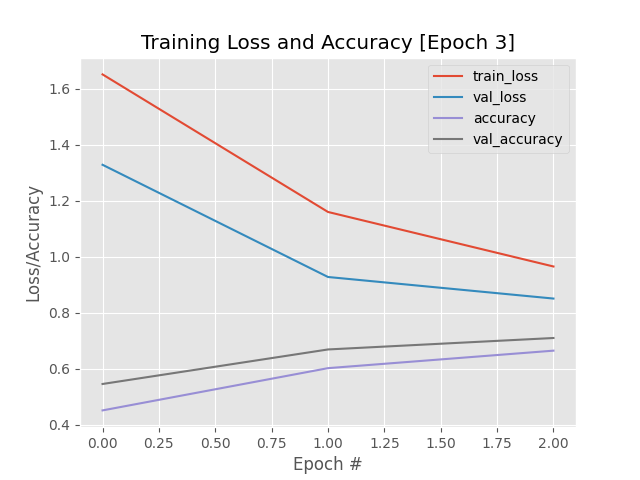 Training Loss and Accuracy [Epoch 3]
train_loss
val_loss
accuracy
val_accuracy
Loss/Accuracy
1.6
1.4
1.2
1.0
0.8
0.6
0.4
0.00 0.25 0.50 0.75 1.00 1.25 1.50 1.75 2.00
Epoch #